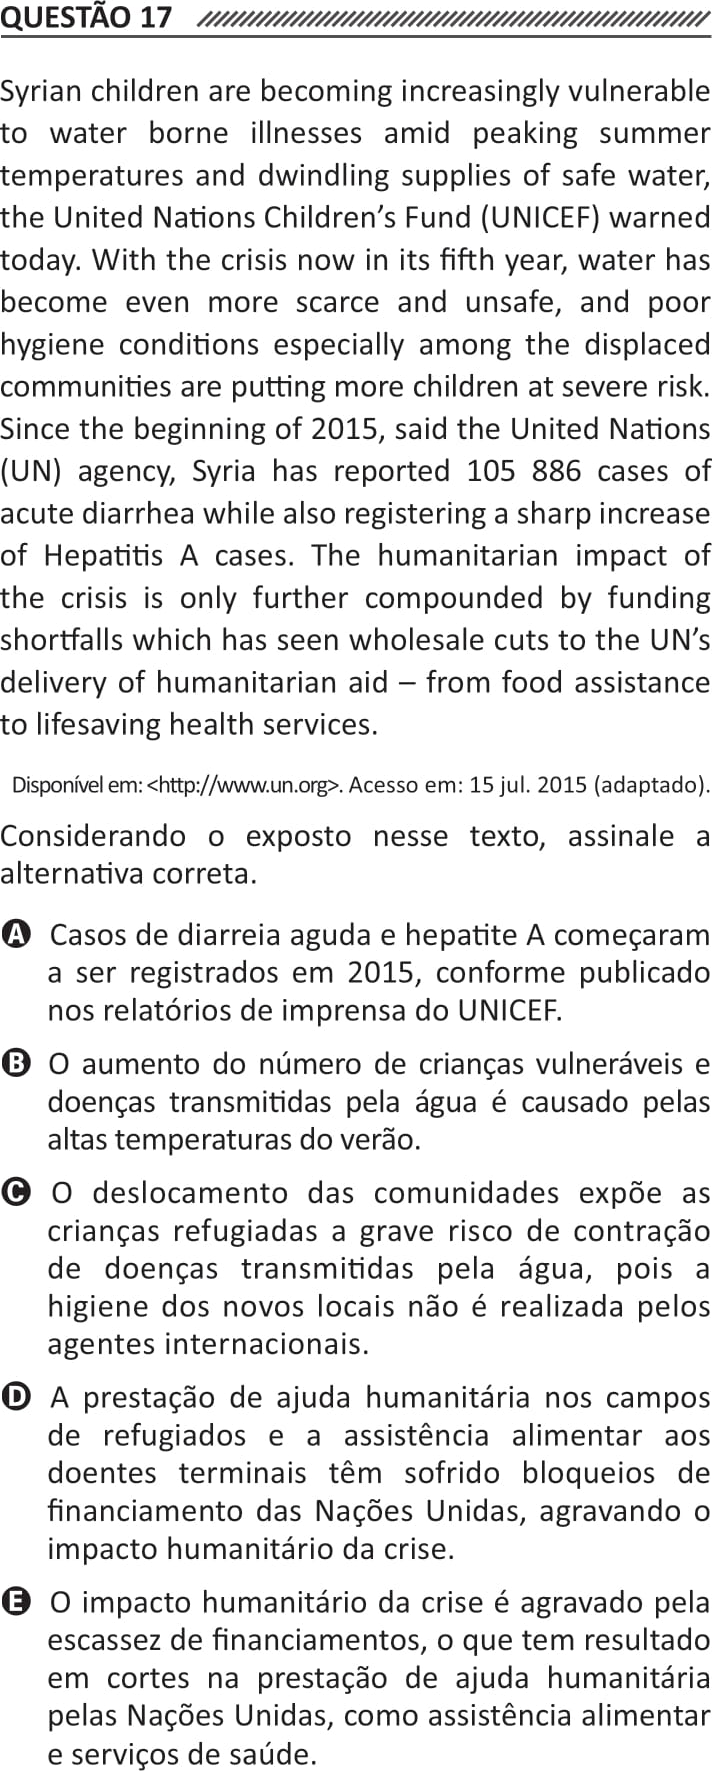 QUESTÃO 17
Syrian children are becoming increasingly vulnerable
to water borne illnesses amid peaking summer
temperatures and dwindling supplies of safe water,
the United Nations Children’s Fund (UNICEF) warned
today. With the crisis now in its fifth year, water has
become even more scarce and unsafe, and poor
hygiene conditions especially among the displaced
communities are putting more children at severe risk.
Since the beginning of 2015, said the United Nations
(UN) agency, Syria has reported 105 886 cases of
acute diarrhea while also registering a sharp increase
of Hepatitis A cases. The humanitarian impact of
the crisis is only further compounded by funding
shortfalls which has seen wholesale cuts to the UN’s
delivery of humanitarian aid – from food assistance
to lifesaving health services.
Disponível em: <http://www.un.org>. Acesso em: 15 jul. 2015 (adaptado).
Considerando o exposto nesse texto, assinale a
alternativa correta.
A Casos de diarreia aguda e hepatite A começaram
a ser registrados em 2015, conforme publicado
nos relatórios de imprensa do UNICEF.
B O aumento do número de crianças vulneráveis e
doenças transmitidas pela água é causado pelas
altas temperaturas do verão.
C O deslocamento das comunidades expõe as
crianças refugiadas a grave risco de contração
de doenças transmitidas pela água, pois a
higiene dos novos locais não é realizada pelos
agentes internacionais.
D A prestação de ajuda humanitária nos campos
de refugiados e a assistência alimentar aos
doentes terminais têm sofrido bloqueios de
financiamento das Nações Unidas, agravando o
impacto humanitário da crise.
E O impacto humanitário da crise é agravado pela
escassez de financiamentos, o que tem resultado
em cortes na prestação de ajuda humanitária
pelas Nações Unidas, como assistência alimentar
e serviços de saúde.